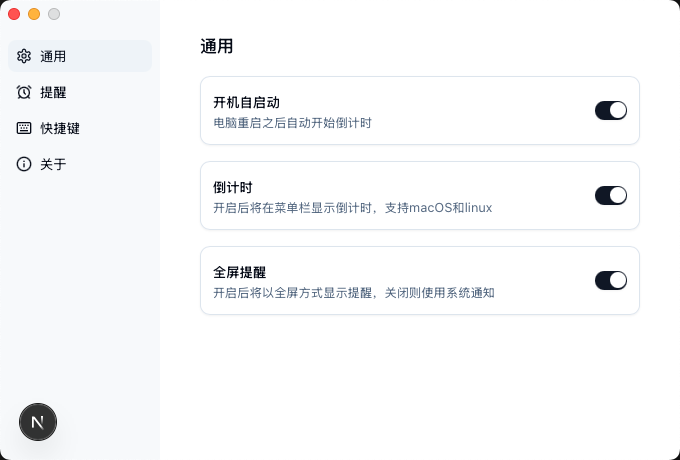 通用
提醒
快捷键
关于
N
通用
开机自启动
电脑重启之后自动开始倒计时
倒计时
开启后将在菜单栏显示倒计时，支持macOS和linux
全屏提醒
开启后将以全屏方式显示提醒，关闭则使用系统通知